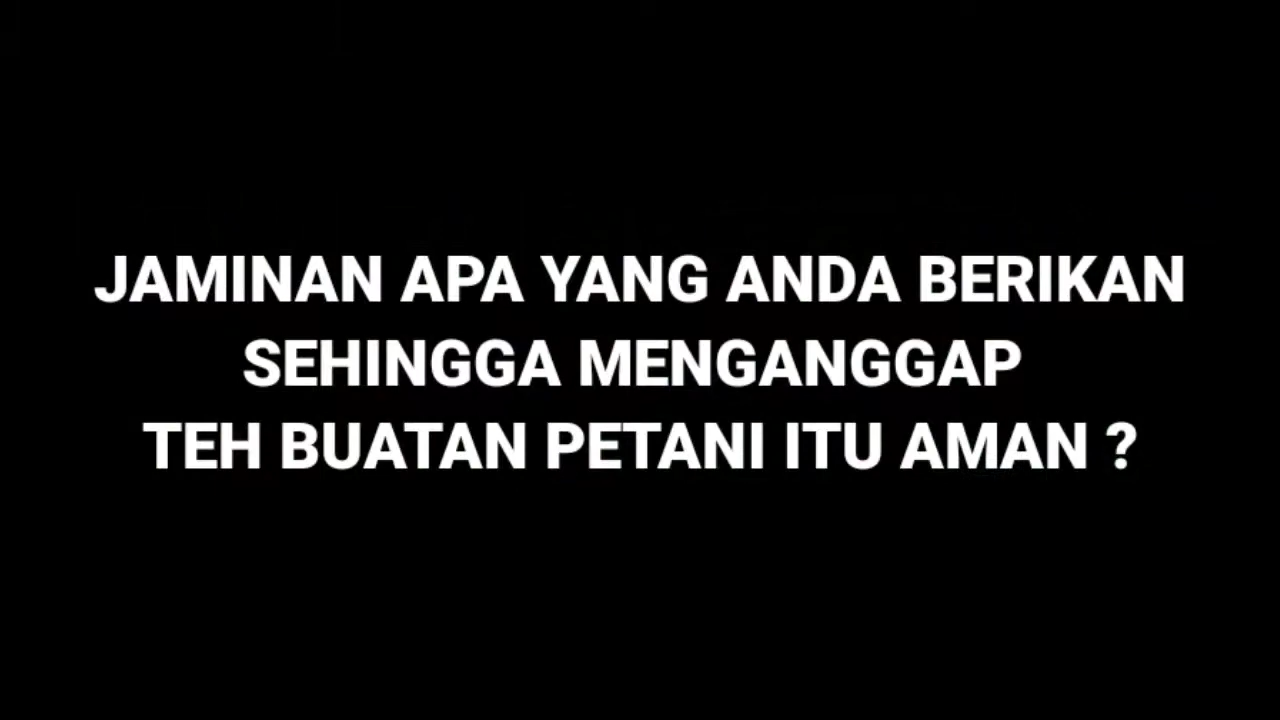 JAMINAN APA YANG ANDA BERIKAN
SEHINGGA MENGANGGAP
TEH BUATAN PETANI ITU AMAN ?